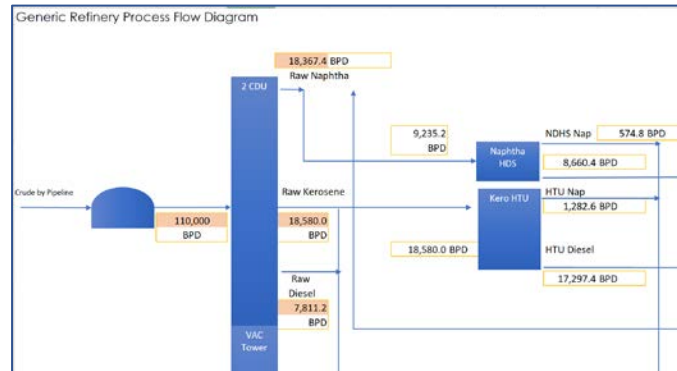 Generic Refinery Process Flow Diagram
18,367.4 BPD
Raw Naphtha
2 CDU
9,235.2
BPD
NDHS Nap 574.8 BPD
Naphtha
HDS
8,660.4 BPD
Crude by Pipeline
Raw Kerosene
Kero HTU
HTU Nap
1,282.6 BPD
110,000
BPD
18,580.0
BPD
18,580.0 BPD
HTU Diesel
17,297.4 BPD
Raw
Diesel
7,811.2
BPD
VAC
Tower